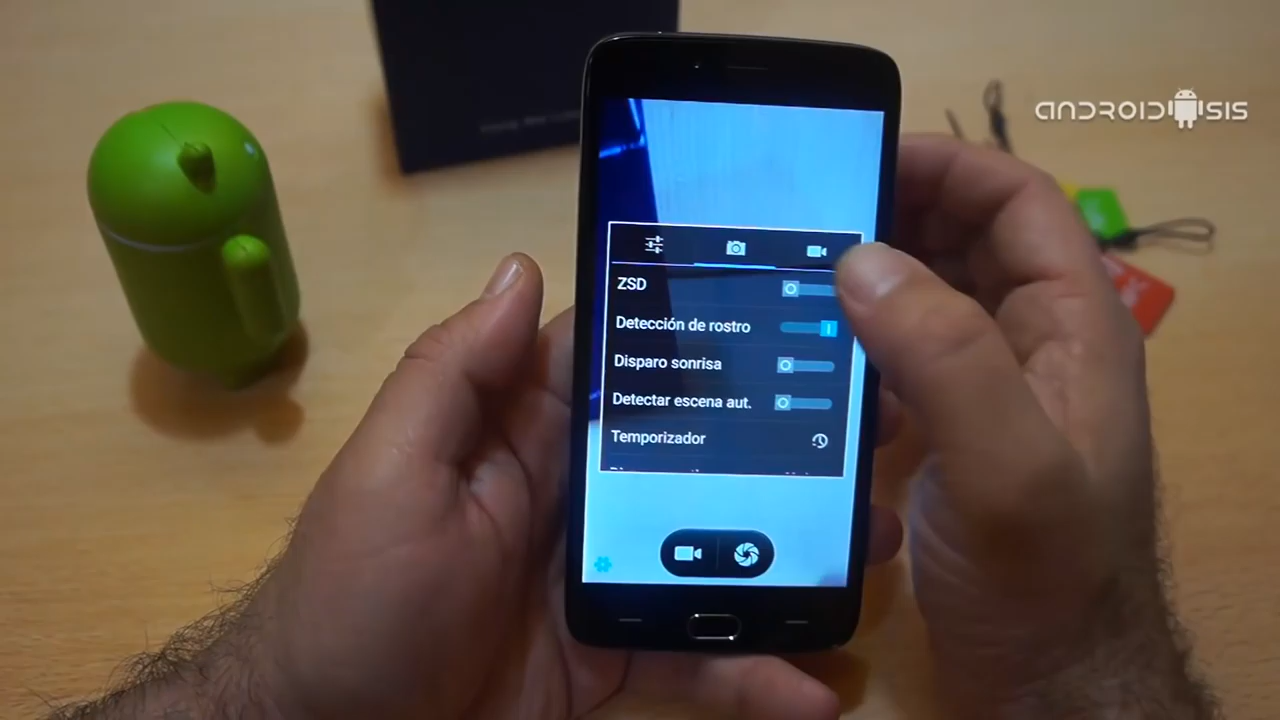 ANDROIDSIS
ZSD
Detección de rostro
Disparo sonrisa
Detectar escena aut.
Temporizador